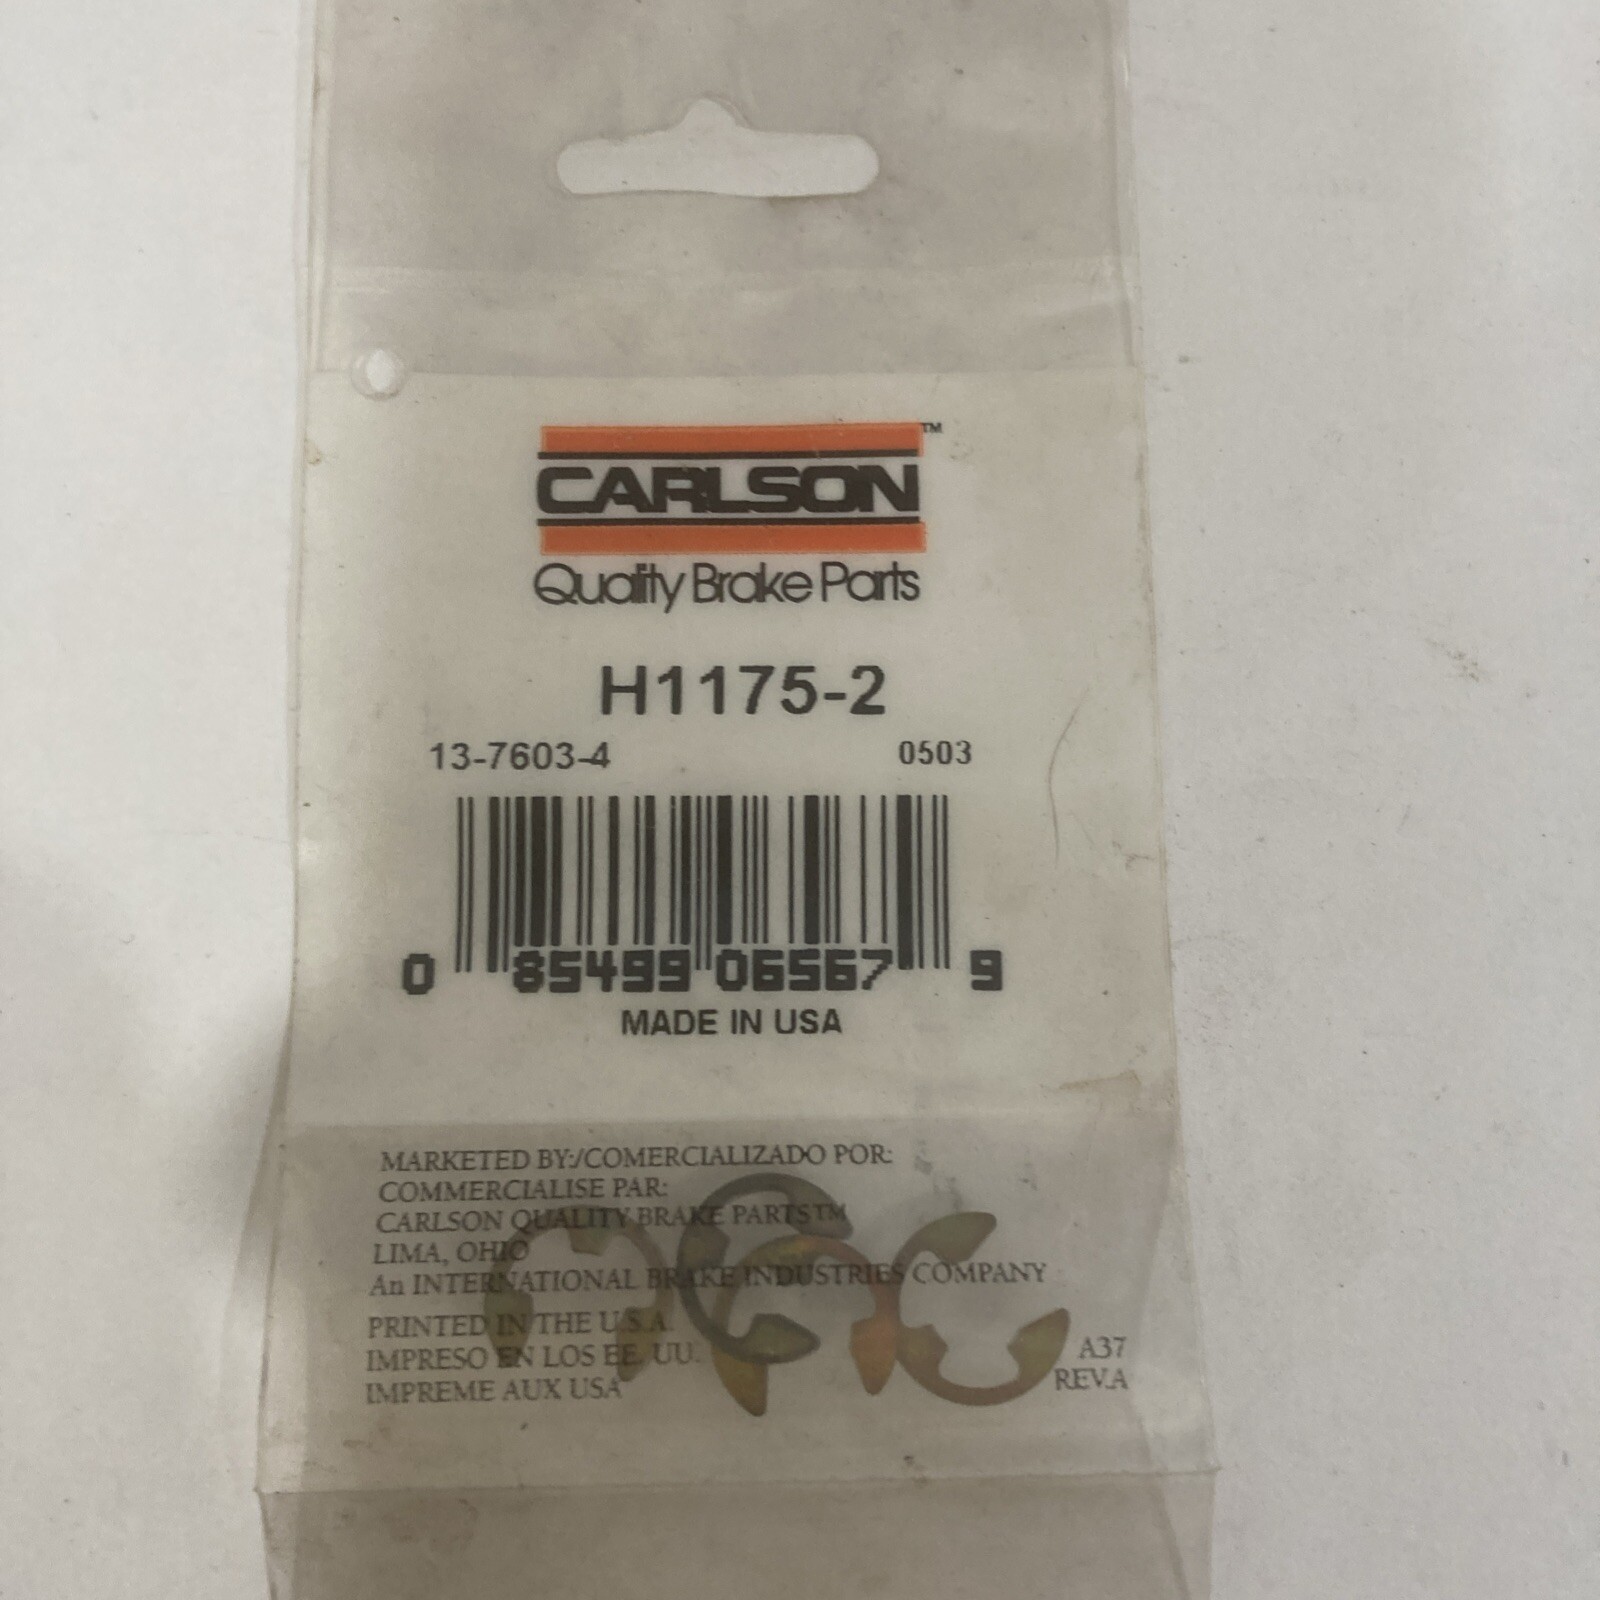 CARLSON™
Quality Brake Parts
H1175-2
13-7603-4 0503
0 85499 06567 9
MADE IN USA
MARKETED BY:/COMERCIALIZADO POR:
COMMERCIALISE PAR:
CARLSON QUALITY BRAKE PARTS™
LIMA, OHIO
An INTERNATIONAL BRAKE INDUSTRIES COMPANY
PRINTED IN THE U.S.A.
IMPRESO EN LOS EE. UU.
IMPREME AUX USA
A37
REV.A